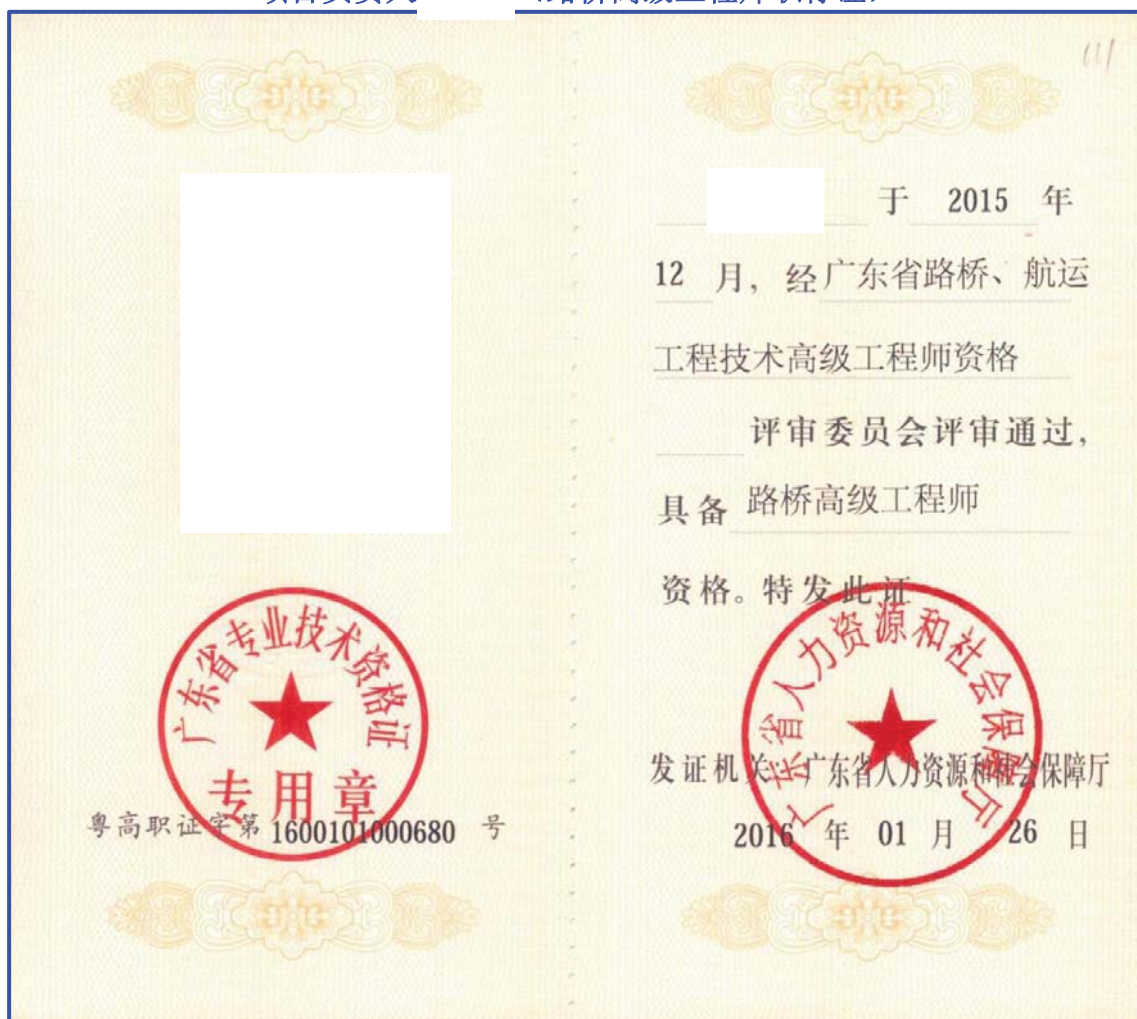 111
于 2015 年
12 月，经广东省路桥、航运
工程技术高级工程师资格
评审委员会评审通过，
具备 路桥高级工程师
资格。特发此证
广东省专业技术资格证
专用章
粤高职证字第 1600101000680 号
广东省人力资源和社会保障厅
发证机关 广东省人力资源和社会保障厅
2016 年 01 月 26 日